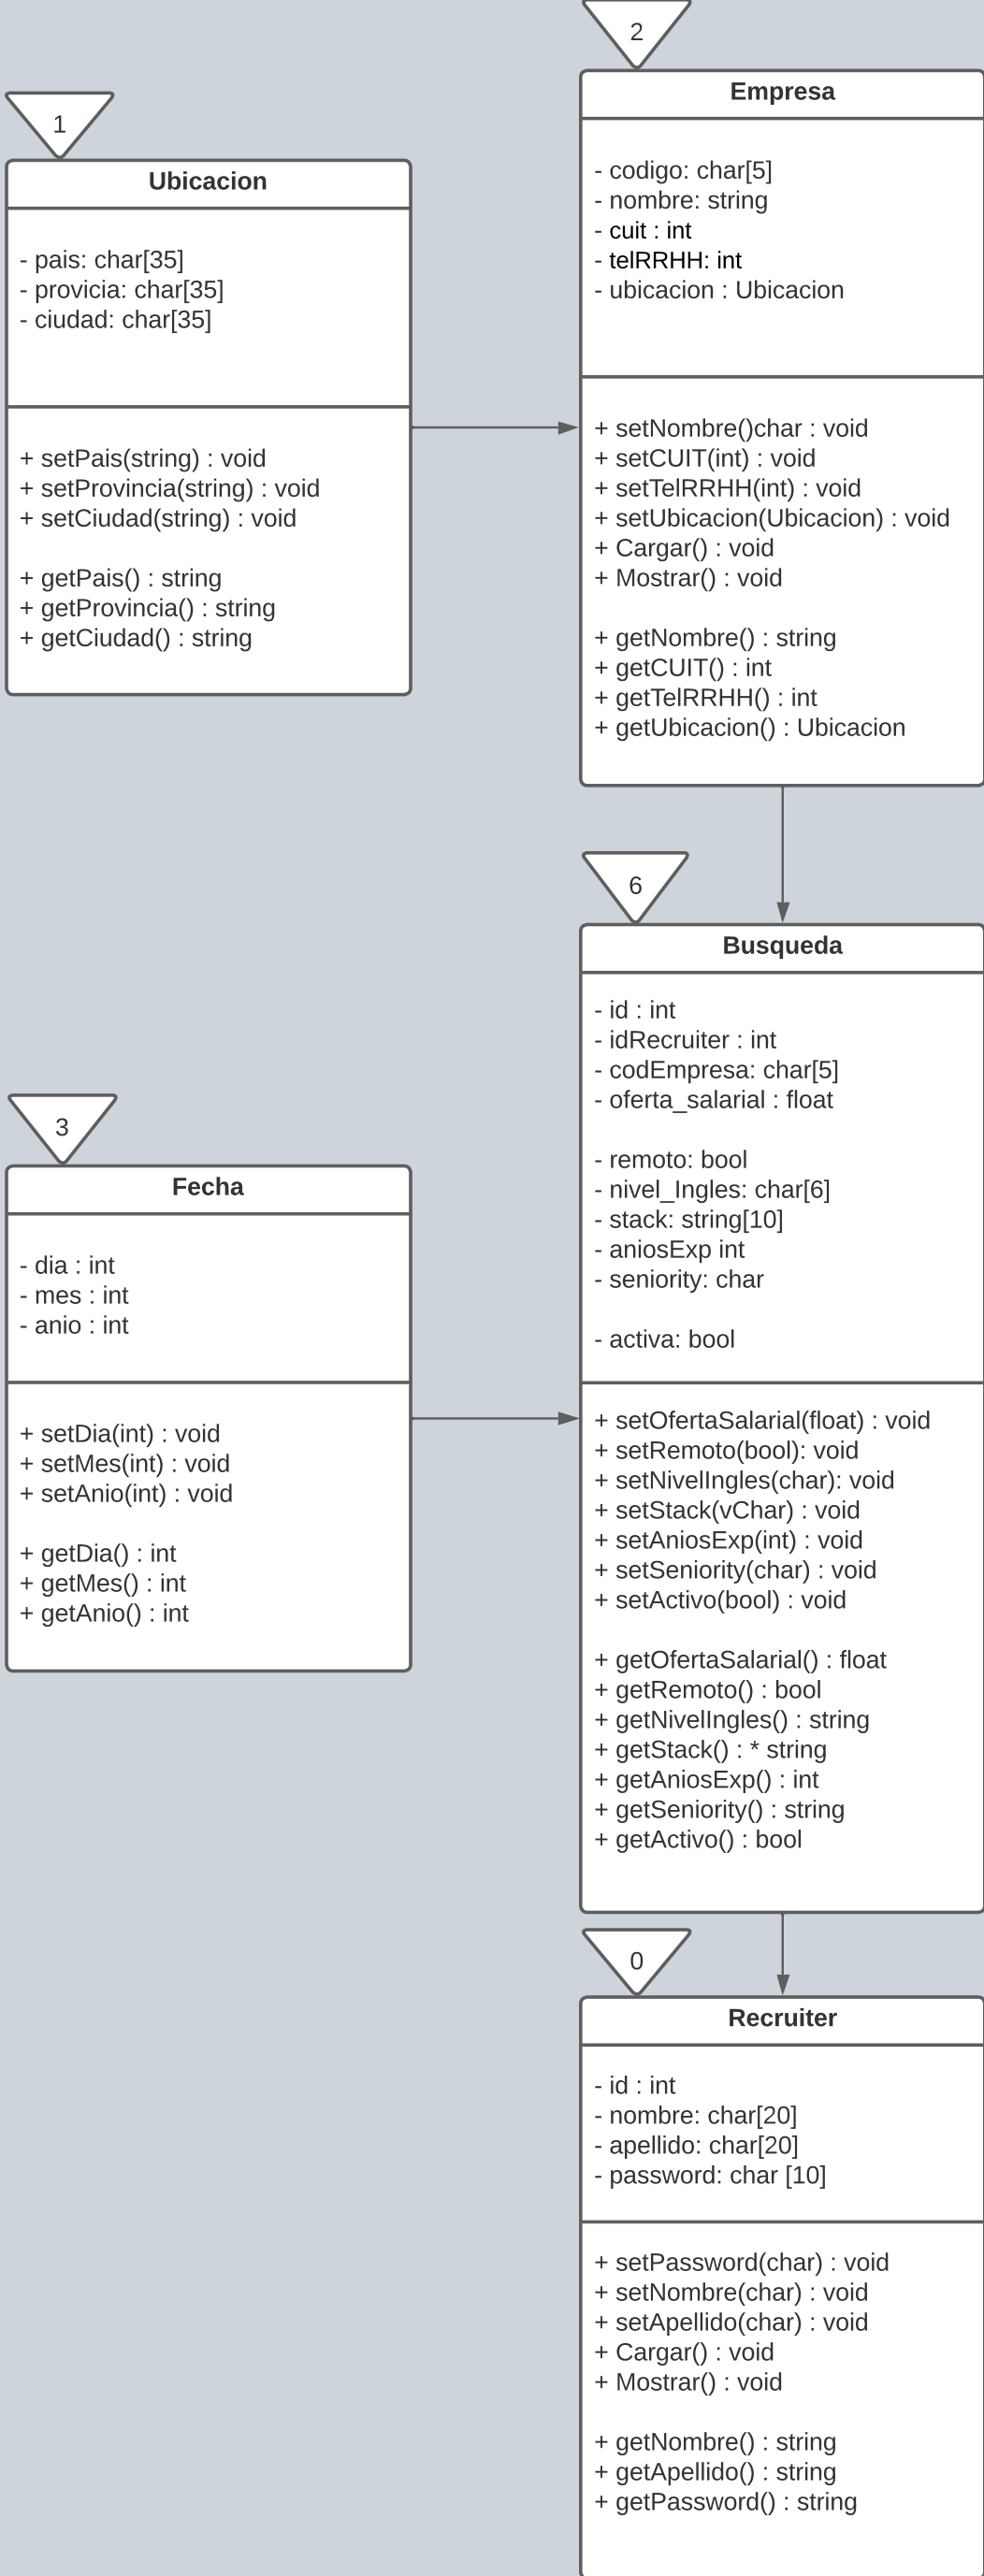 2
Empresa
- codigo: char[5]
- nombre: string
- cuit : int
- telRRHH: int
- ubicacion : Ubicacion
+ setNombre()char : void
+ setCUIT(int) : void
+ setTelRRHH(int) : void
+ setUbicacion(Ubicacion) : void
+ Cargar() : void
+ Mostrar() : void
+ getNombre() : string
+ getCUIT() : int
+ getTelRRHH() : int
+ getUbicacion() : Ubicacion
1
Ubicacion
- pais: char[35]
- provicia: char[35]
- ciudad: char[35]
+ setPais(string) : void
+ setProvincia(string) : void
+ setCiudad(string) : void
+ getPais() : string
+ getProvincia() : string
+ getCiudad() : string
6
Busqueda
- id : int
- idRecruiter : int
- codEmpresa: char[5]
- oferta_salarial : float
- remoto: bool
- nivel_Ingles: char[6]
- stack: string[10]
- aniosExp int
- seniority: char
- activa: bool
+ setOfertaSalarial(float) : void
+ setRemoto(bool): void
+ setNivelIngles(char): void
+ setStack(vChar) : void
+ setAniosExp(int) : void
+ setSeniority(char) : void
+ setActivo(bool) : void
+ getOfertaSalarial() : float
+ getRemoto() : bool
+ getNivelIngles() : string
+ getStack() : * string
+ getAniosExp() : int
+ getSeniority() : string
+ getActivo() : bool
3
Fecha
- dia : int
- mes : int
- anio : int
+ setDia(int) : void
+ setMes(int) : void
+ setAnio(int) : void
+ getDia() : int
+ getMes() : int
+ getAnio() : int
0
Recruiter
- id : int
- nombre: char[20]
- apellido: char[20]
- password: char [10]
+ setPassword(char) : void
+ setNombre(char) : void
+ setApellido(char) : void
+ Cargar() : void
+ Mostrar() : void
+ getNombre() : string
+ getApellido() : string
+ getPassword() : string